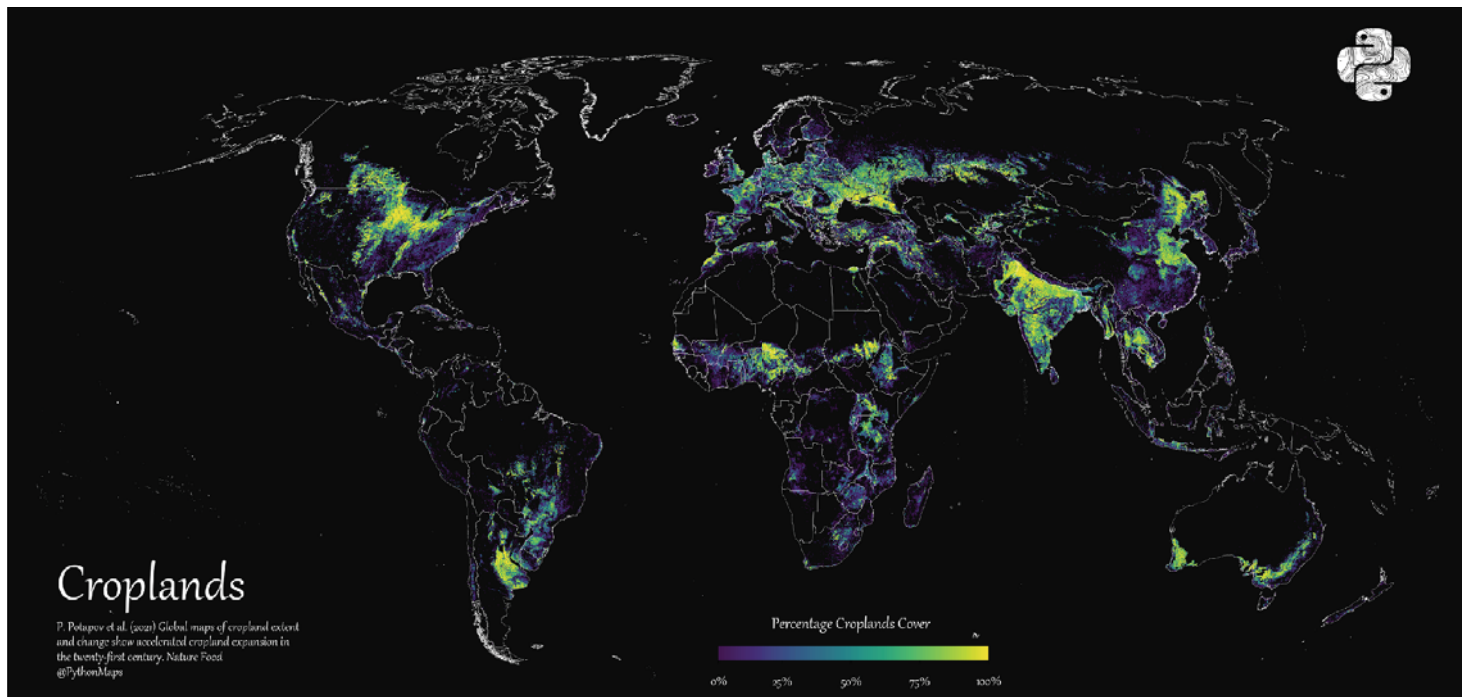 Croplands
P. Potapov et al. (2021) Global maps of cropland extent
and change show accelerated cropland expansion in
the twenty-first century. Nature Food
@PythonMaps
Percentage Croplands Cover
0% 25% 50% 75% 100%